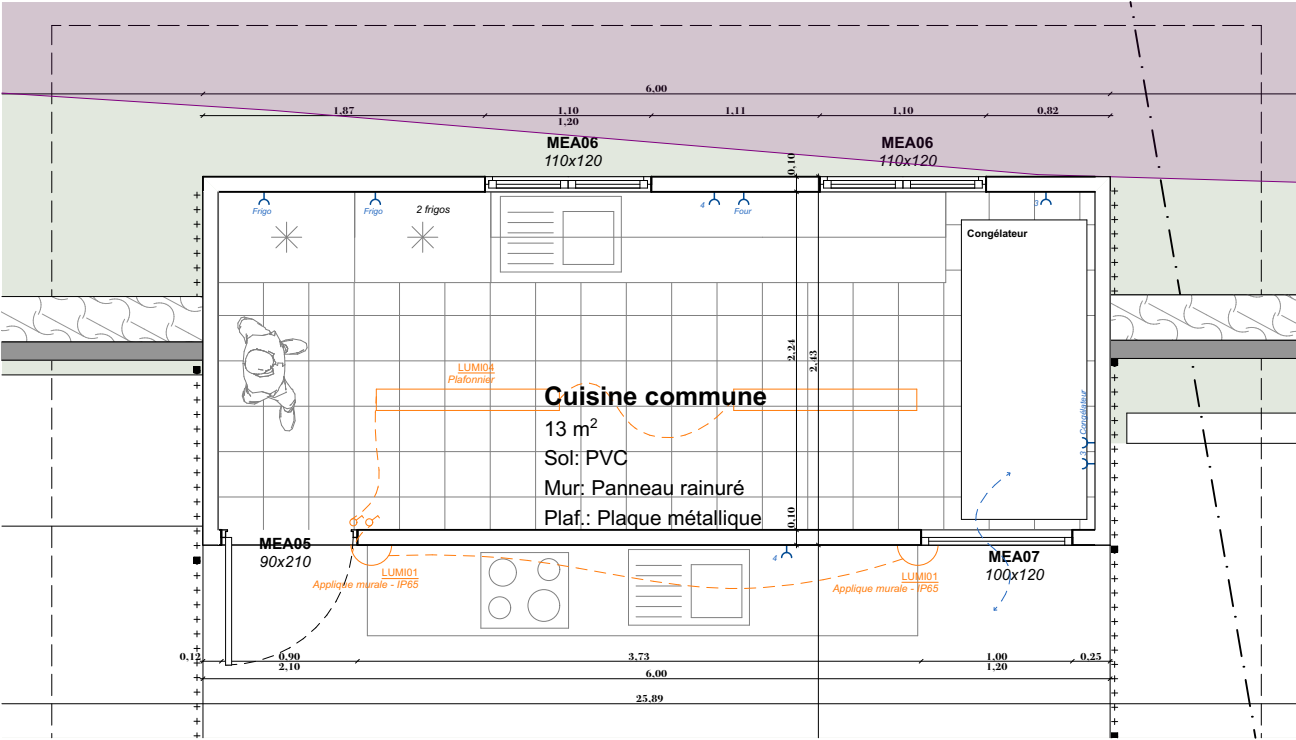 6,00
1,87
1,10
1,20
1,11
1,10
0,82
MEA06
110x120
MEA06
110x120
0,10
Frigo
Frigo
2 frigos
4
Four
3
Congélateur
2,24
2,43
LUMI04
Plafonnier
Cuisine commune
13 m²
Sol: PVC
Mur: Panneau rainuré
Plaf.: Plaque métallique
3
Congélateur
0,10
MEA05
90x210
LUMI01
Applique murale - IP65
4
LUMI01
Applique murale - IP65
MEA07
100x120
0,12
0,90
2,10
3,73
1,00
1,20
0,25
6,00
25,89